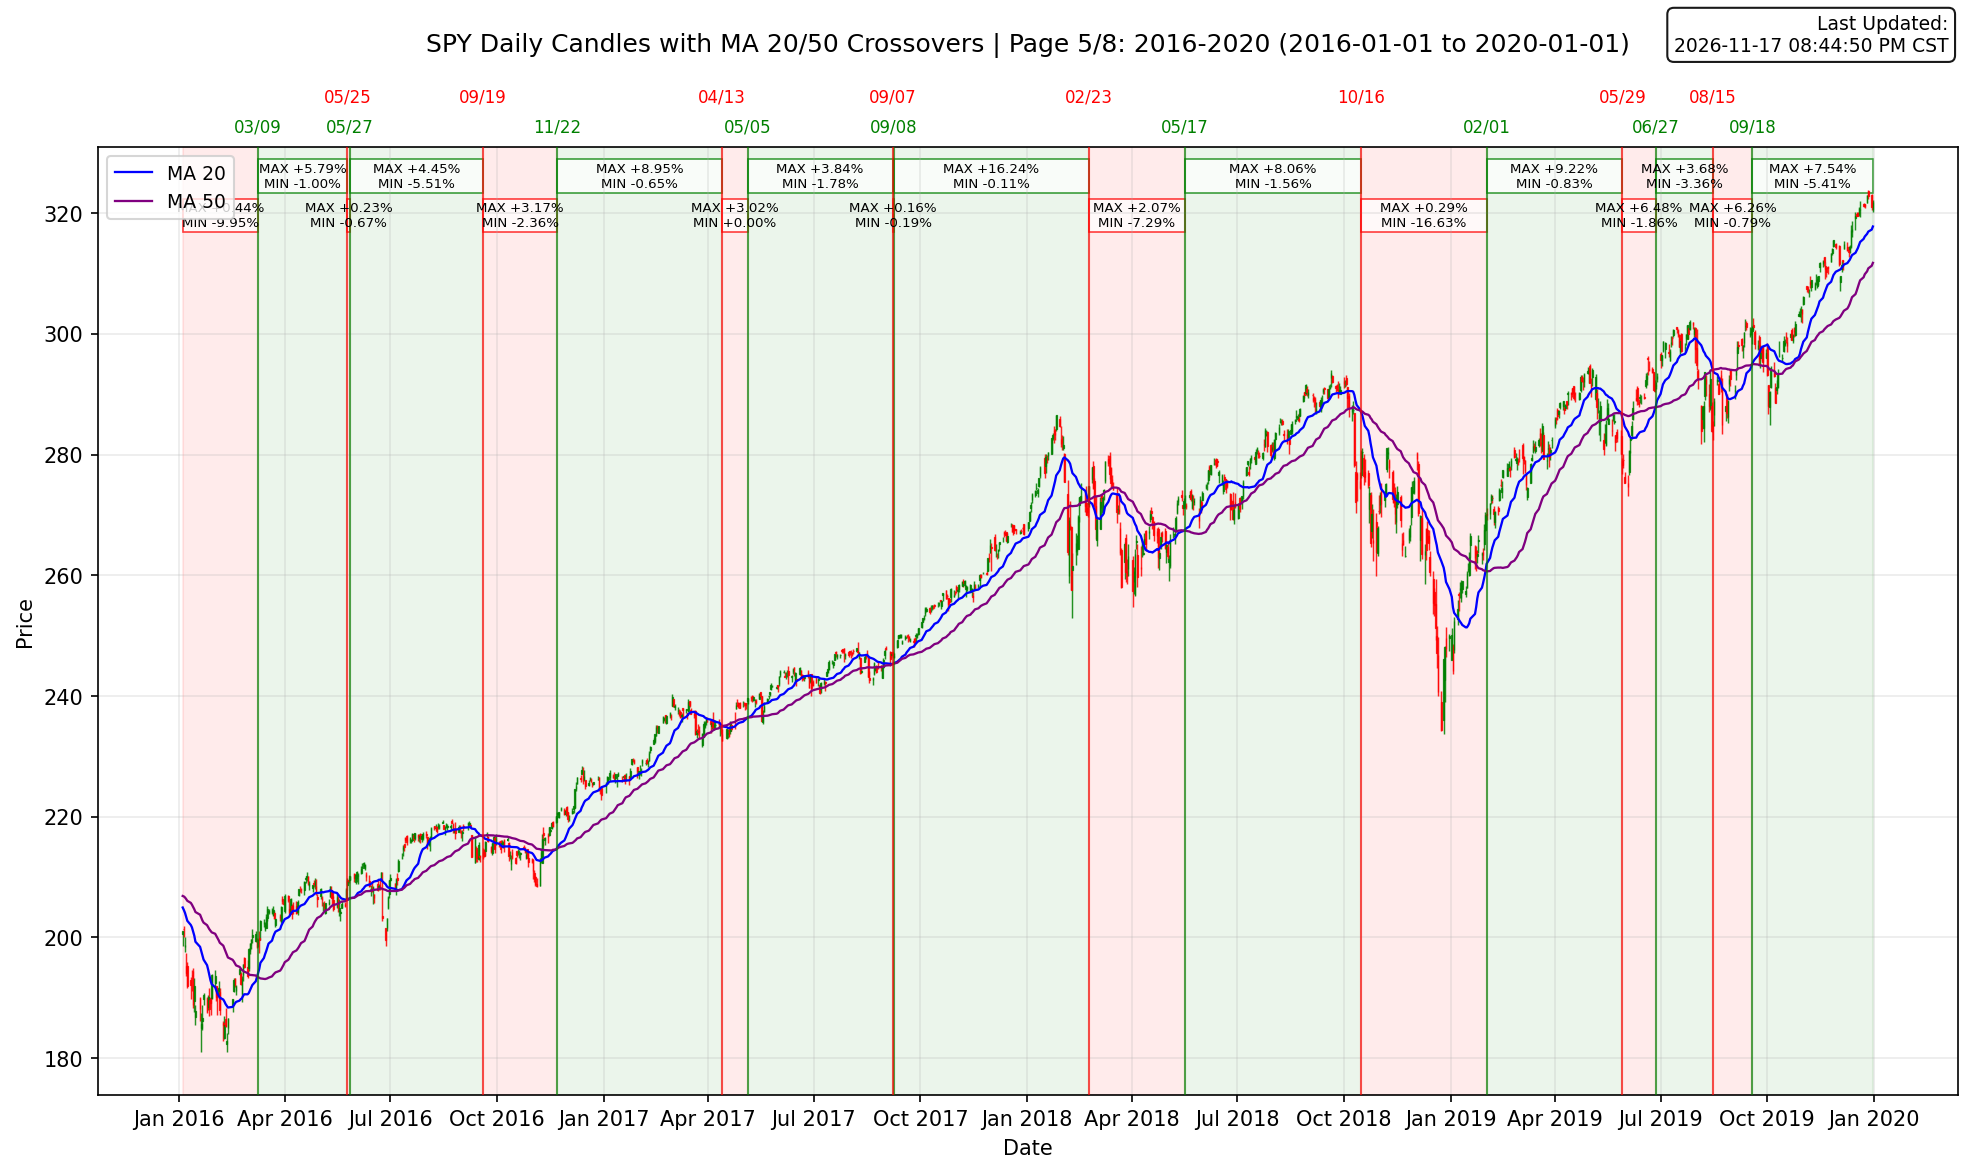 SPY Daily Candles with MA 20/50 Crossovers | Page 5/8: 2016-2020 (2016-01-01 to 2020-01-01)
Last Updated:
2026-11-17 08:44:50 PM CST
05/25 09/19 04/13 09/07 02/23 10/16 05/29 08/15
03/09 05/27 11/22 05/05 09/08 05/17 02/01 06/27 09/18
MA 20
MA 50
MAX +5.79% MAX +4.45% MAX +8.95% MAX +3.84% MAX +16.24% MAX +8.06% MAX +9.22% MAX +3.68% MAX +7.54%
MIN -1.00% MIN -5.51% MIN -0.65% MIN -1.78% MIN -0.11% MIN -1.56% MIN -0.83% MIN -3.36% MIN -5.41%
MAX +0.23% MAX +3.17% MAX +3.02% MAX +0.16% MAX +2.07% MAX +0.29% MAX +6.48% MAX +6.26%
MIN -9.95% MIN -0.67% MIN -2.36% MIN +0.00% MIN -0.19% MIN -7.29% MIN -16.63% MIN -1.86% MIN -0.79%
320
300
280
260
240
220
200
180
Price
Jan 2016 Apr 2016 Jul 2016 Oct 2016 Jan 2017 Apr 2017 Jul 2017 Oct 2017 Jan 2018 Apr 2018 Jul 2018 Oct 2018 Jan 2019 Apr 2019 Jul 2019 Oct 2019 Jan 2020
Date